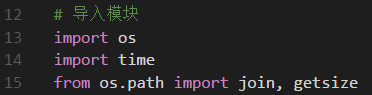 12 # 导入模块
13 import os
14 import time
15 from os.path import join, getsize